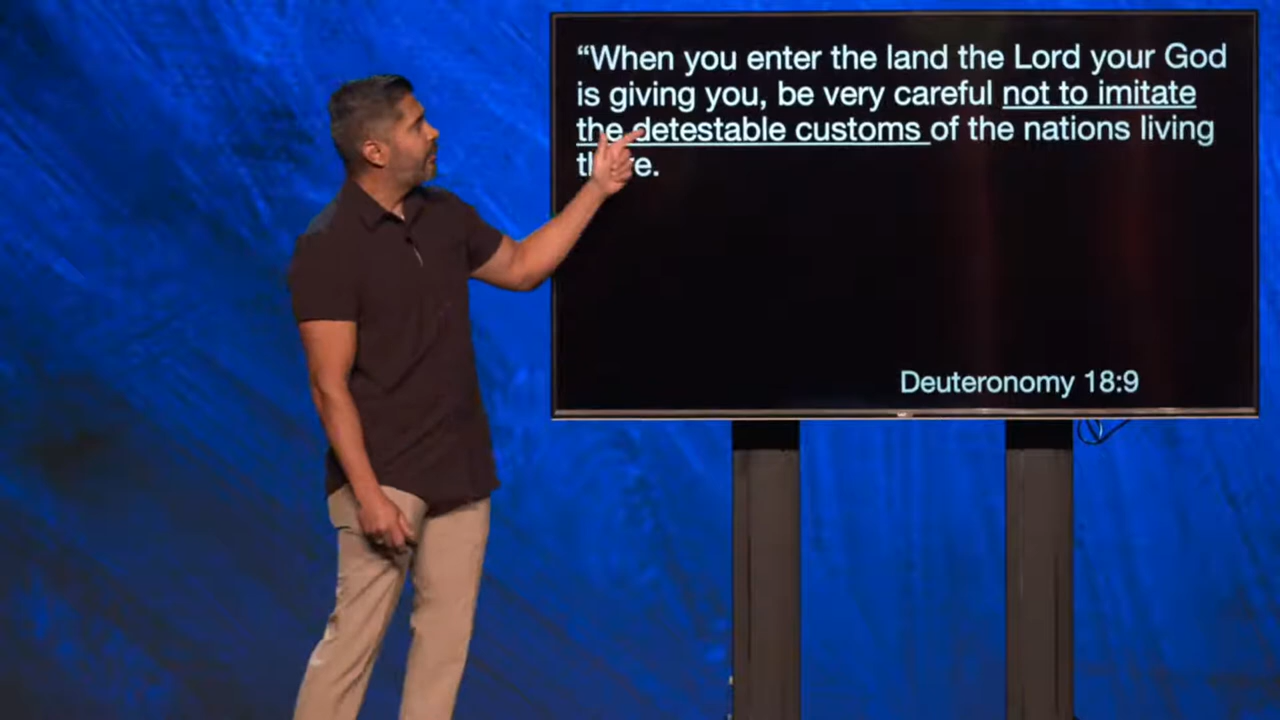 “When you enter the land the Lord your God
is giving you, be very careful not to imitate
the detestable customs of the nations living
Deuteronomy 18:9